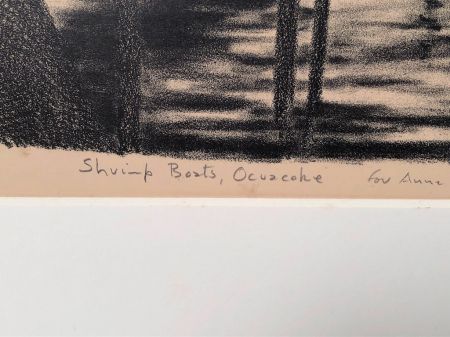 Shrimp Boats, Ocracoke for Anne